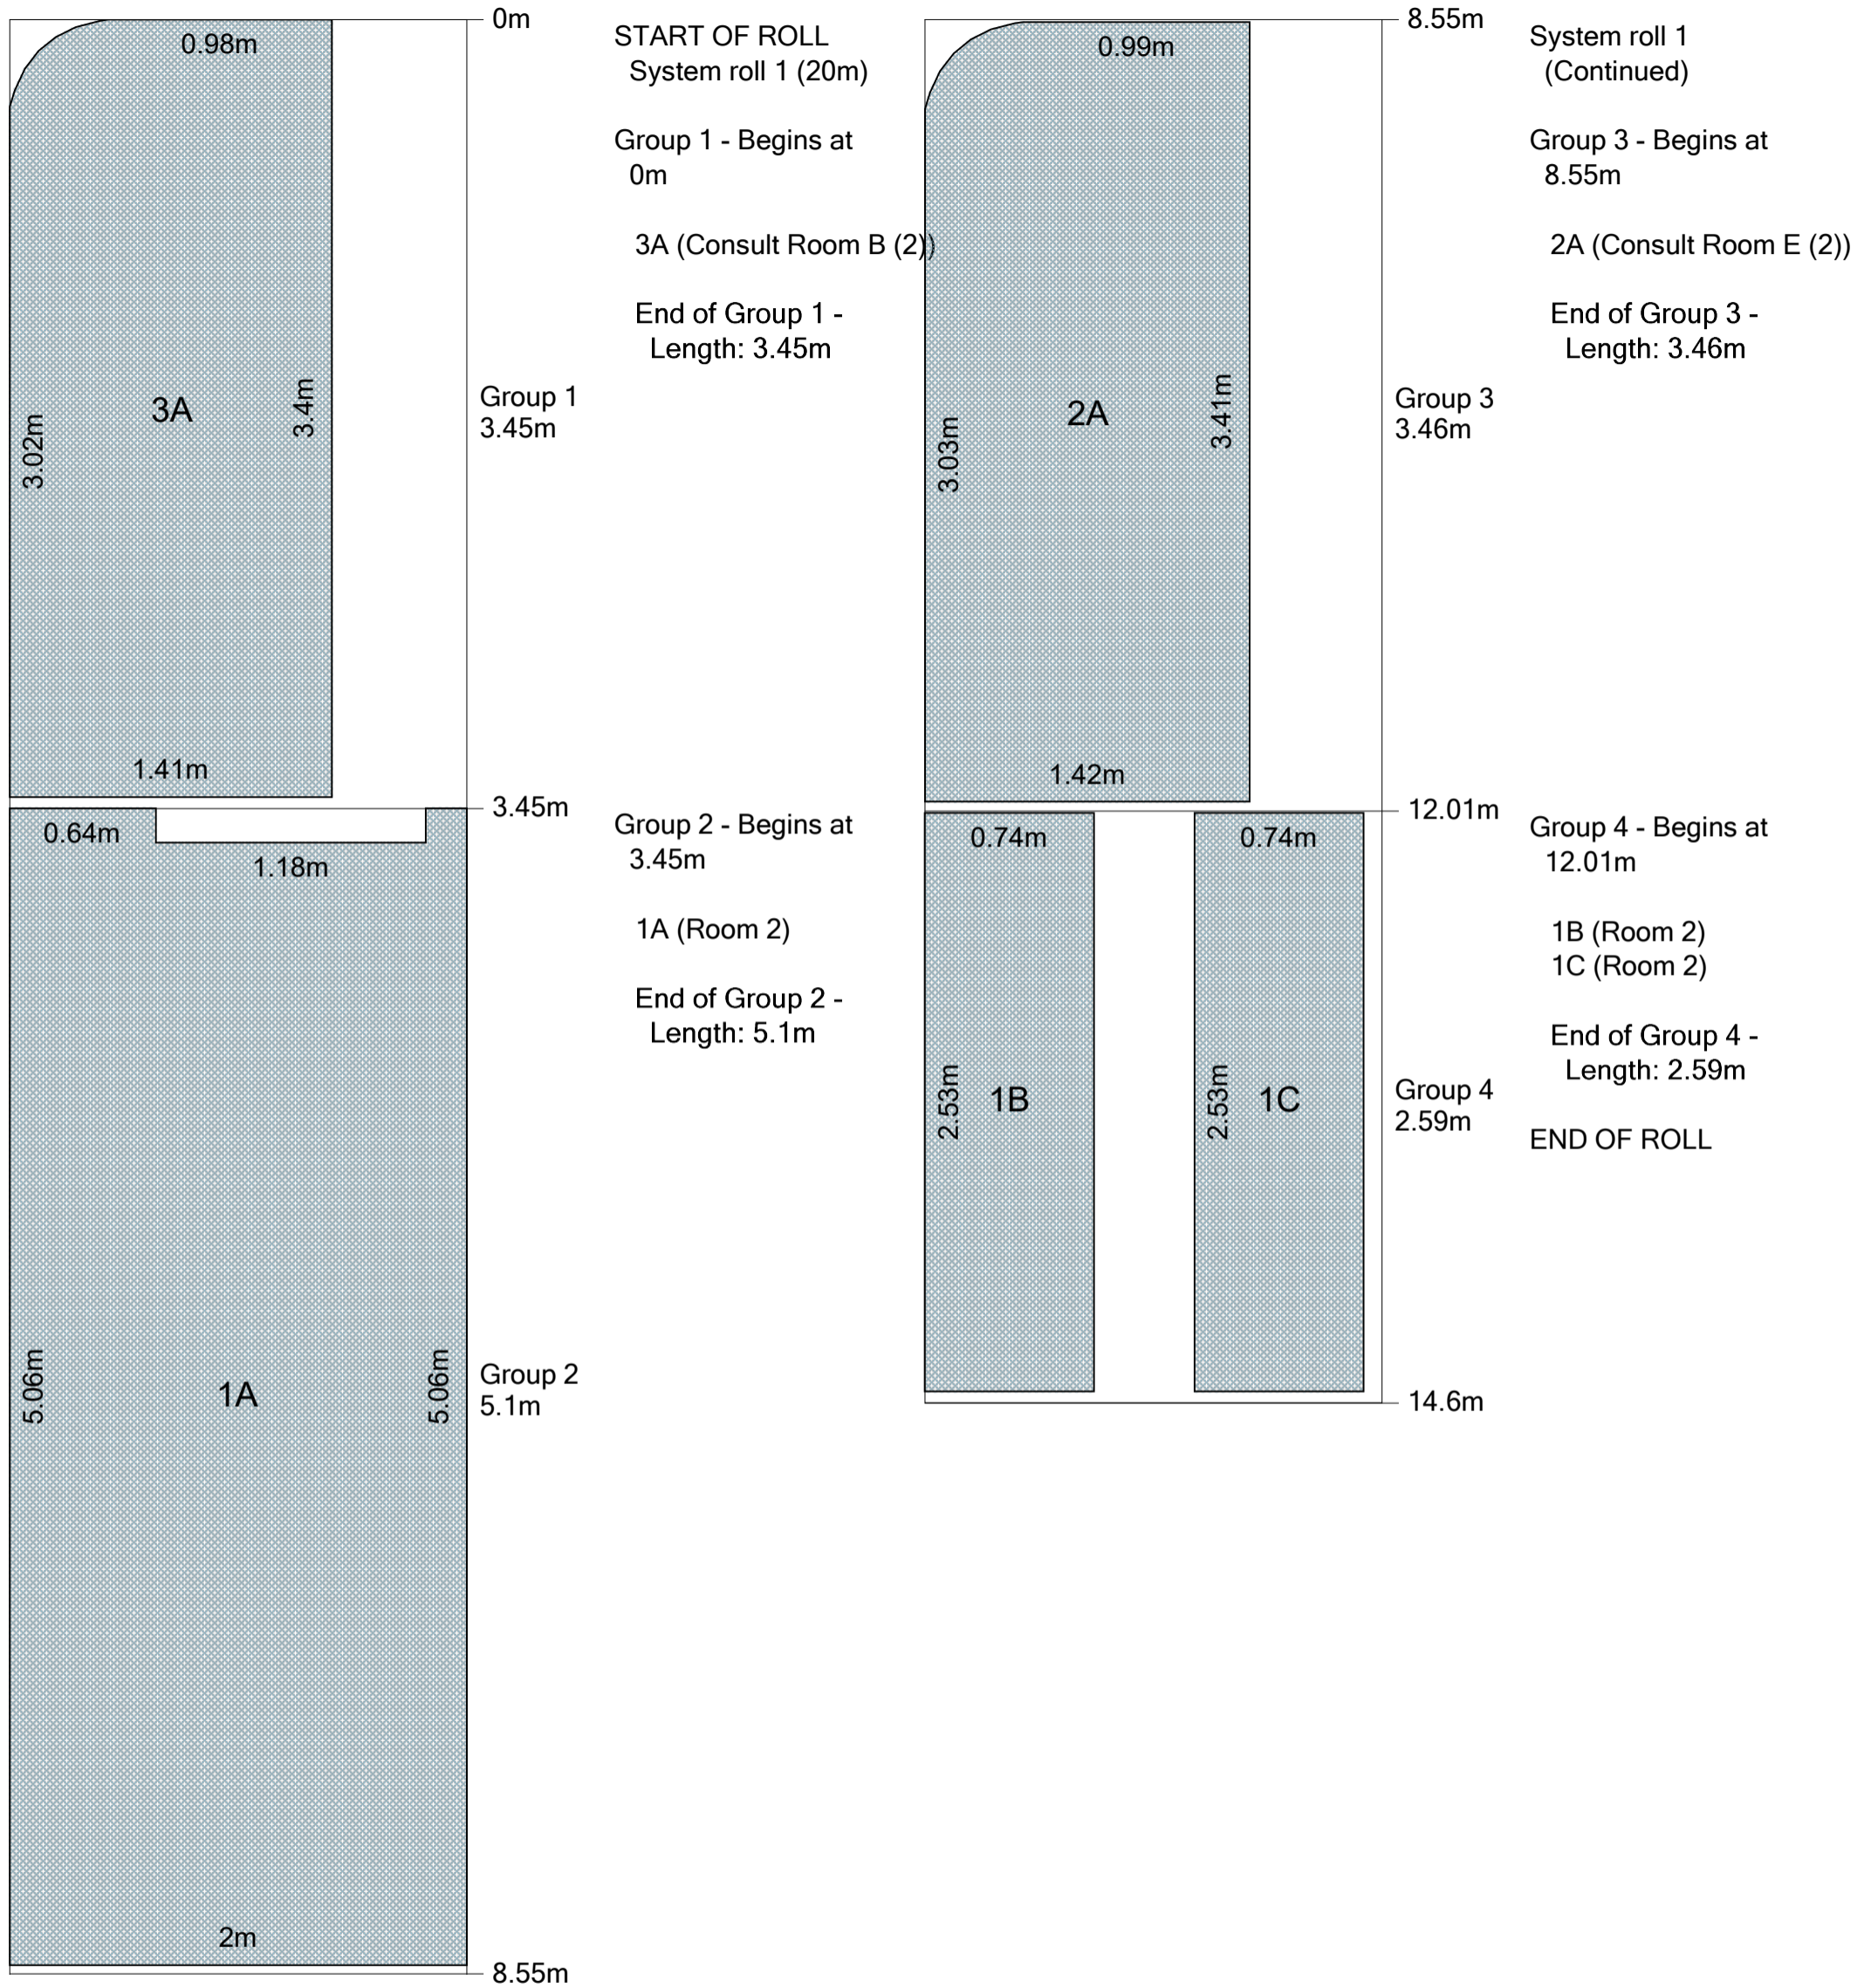 0m
0.98m
3A
3.02m
3.4m
1.41m
Group 1
3.45m
START OF ROLL
System roll 1 (20m)
Group 1 - Begins at
0m
3A (Consult Room B (2))
End of Group 1 -
Length: 3.45m
3.45m
0.64m
1.18m
1A
5.06m
5.06m
2m
Group 2
5.1m
8.55m
Group 2 - Begins at
3.45m
1A (Room 2)
End of Group 2 -
Length: 5.1m
8.55m
0.99m
2A
3.03m
3.41m
1.42m
Group 3
3.46m
System roll 1
(Continued)
Group 3 - Begins at
8.55m
2A (Consult Room E (2))
End of Group 3 -
Length: 3.46m
12.01m
0.74m
0.74m
2.53m
1B
2.53m
1C
Group 4
2.59m
14.6m
Group 4 - Begins at
12.01m
1B (Room 2)
1C (Room 2)
End of Group 4 -
Length: 2.59m
END OF ROLL